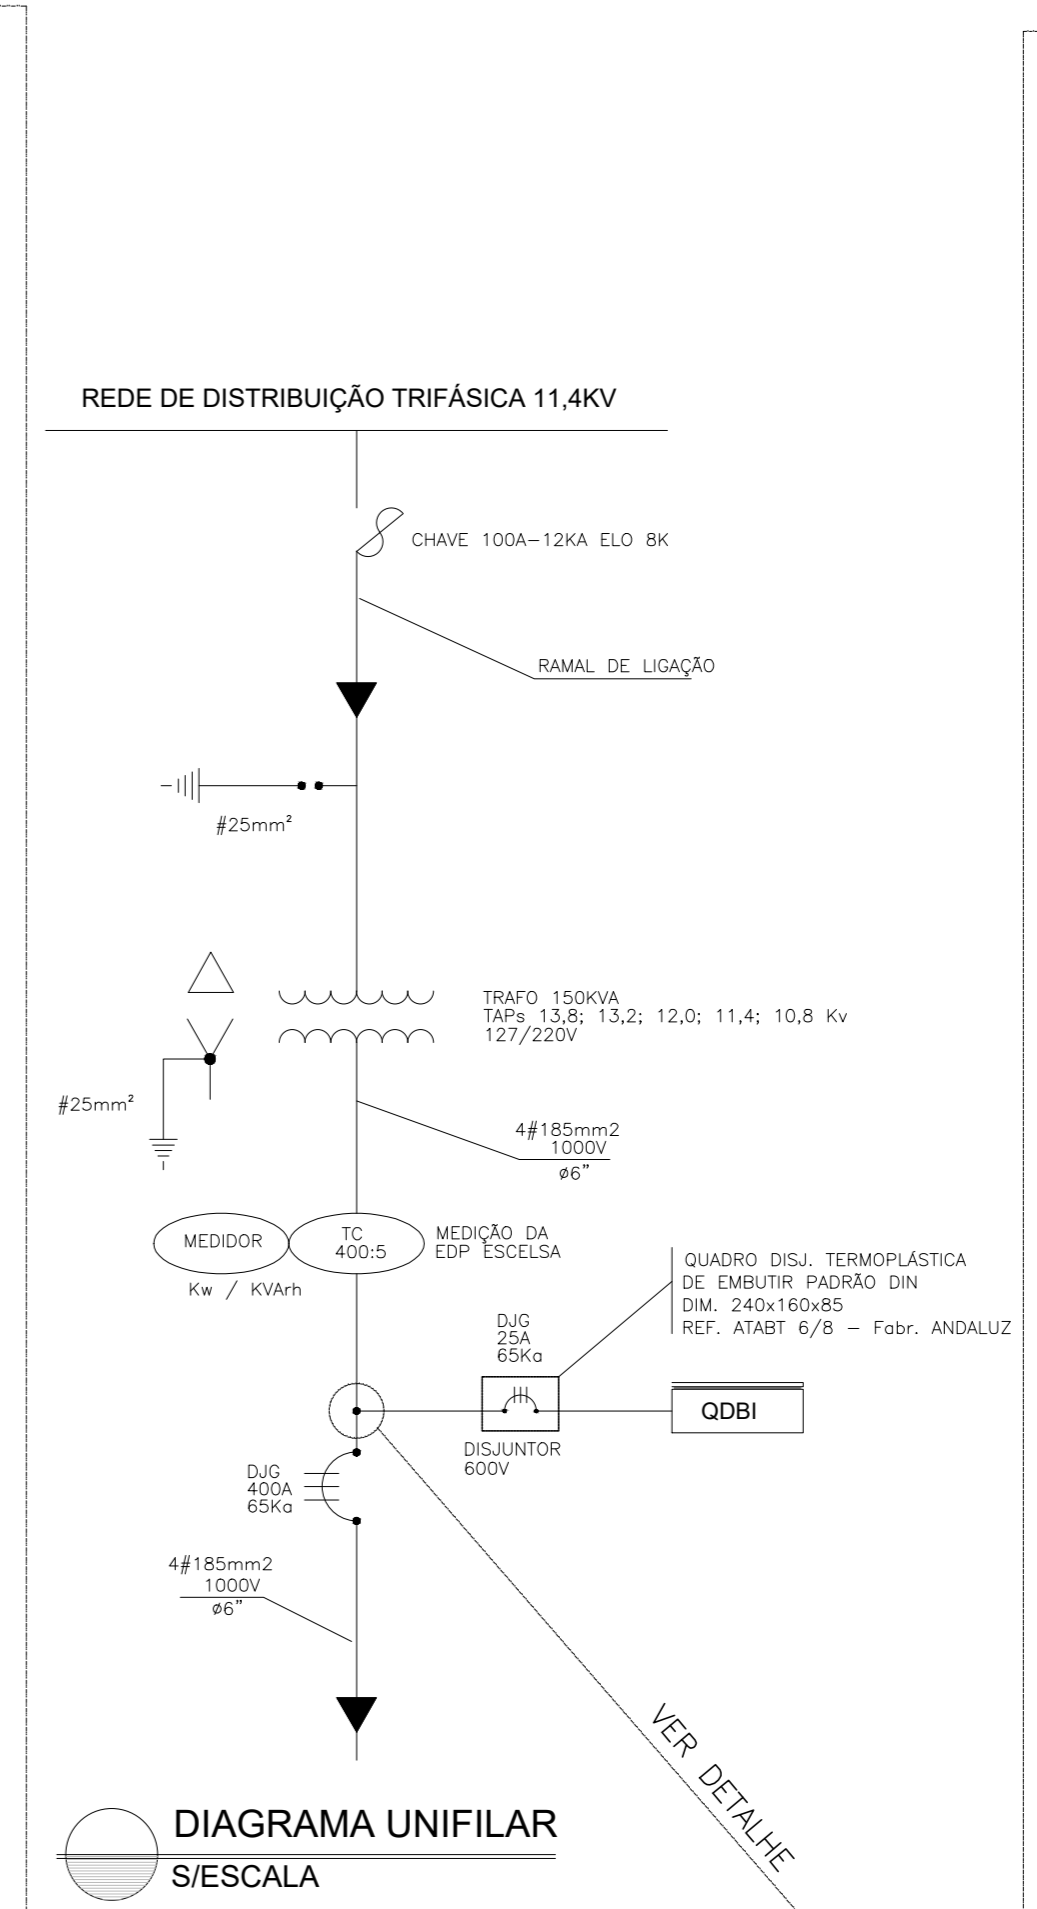 REDE DE DISTRIBUIÇÃO TRIFÁSICA 11,4KV
CHAVE 100A-12KA ELO 8K
RAMAL DE LIGAÇÃO
#25mm²
TRAFO 150KVA
TAPs 13,8; 13,2; 12,0; 11,4; 10,8 Kv
127/220V
#25mm²
4#185mm2
1000V
ø6"
MEDIDOR
TC
400:5
MEDIÇÃO DA
EDP ESCELSA
Kw / KVArh
QUADRO DISJ. TERMOPLÁSTICA
DE EMBUTIR PADRÃO DIN
DIM. 240x160x85
REF. ATABT 6/8 - Fabr. ANDALUZ
DJG
25A
65Ka
QDBI
DISJUNTOR
600V
DJG
400A
65Ka
4#185mm2
1000V
ø6"
VER DETALHE
DIAGRAMA UNIFILAR
S/ESCALA